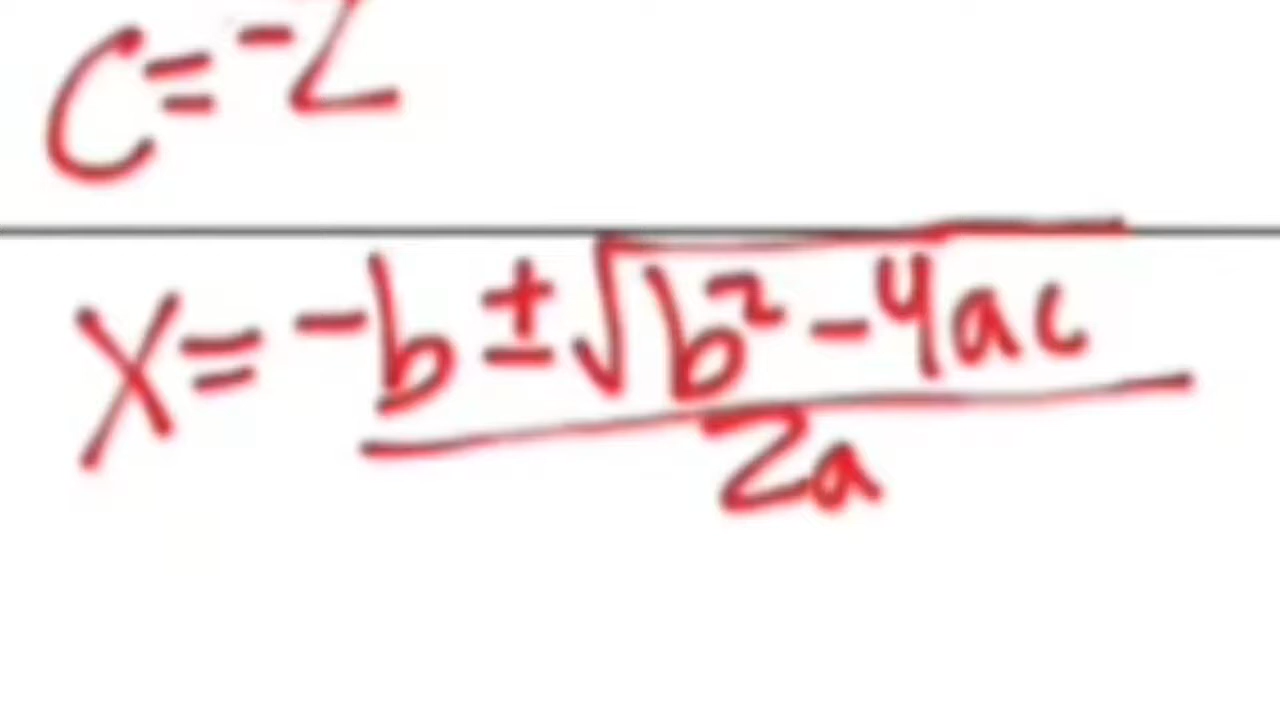 C=-2
X= -b ± √b² - 4ac
2a